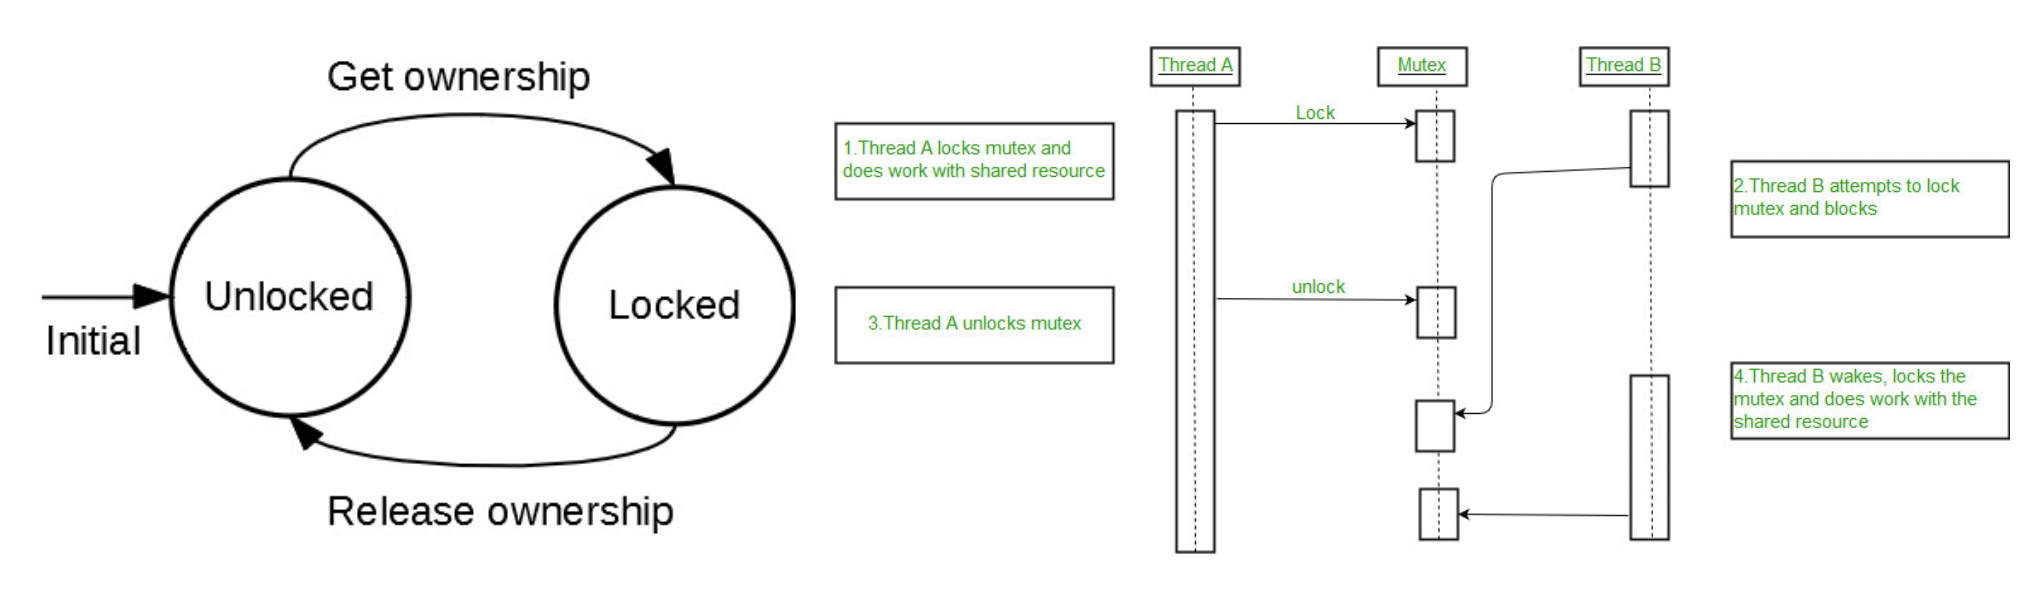 Get ownership
Unlocked
Locked
Initial
Release ownership
Thread A
Mutex
Thread B
Lock
1.Thread A locks mutex and
does work with shared resource
2.Thread B attempts to lock
mutex and blocks
unlock
3.Thread A unlocks mutex
4.Thread B wakes, locks the
mutex and does work with the
shared resource